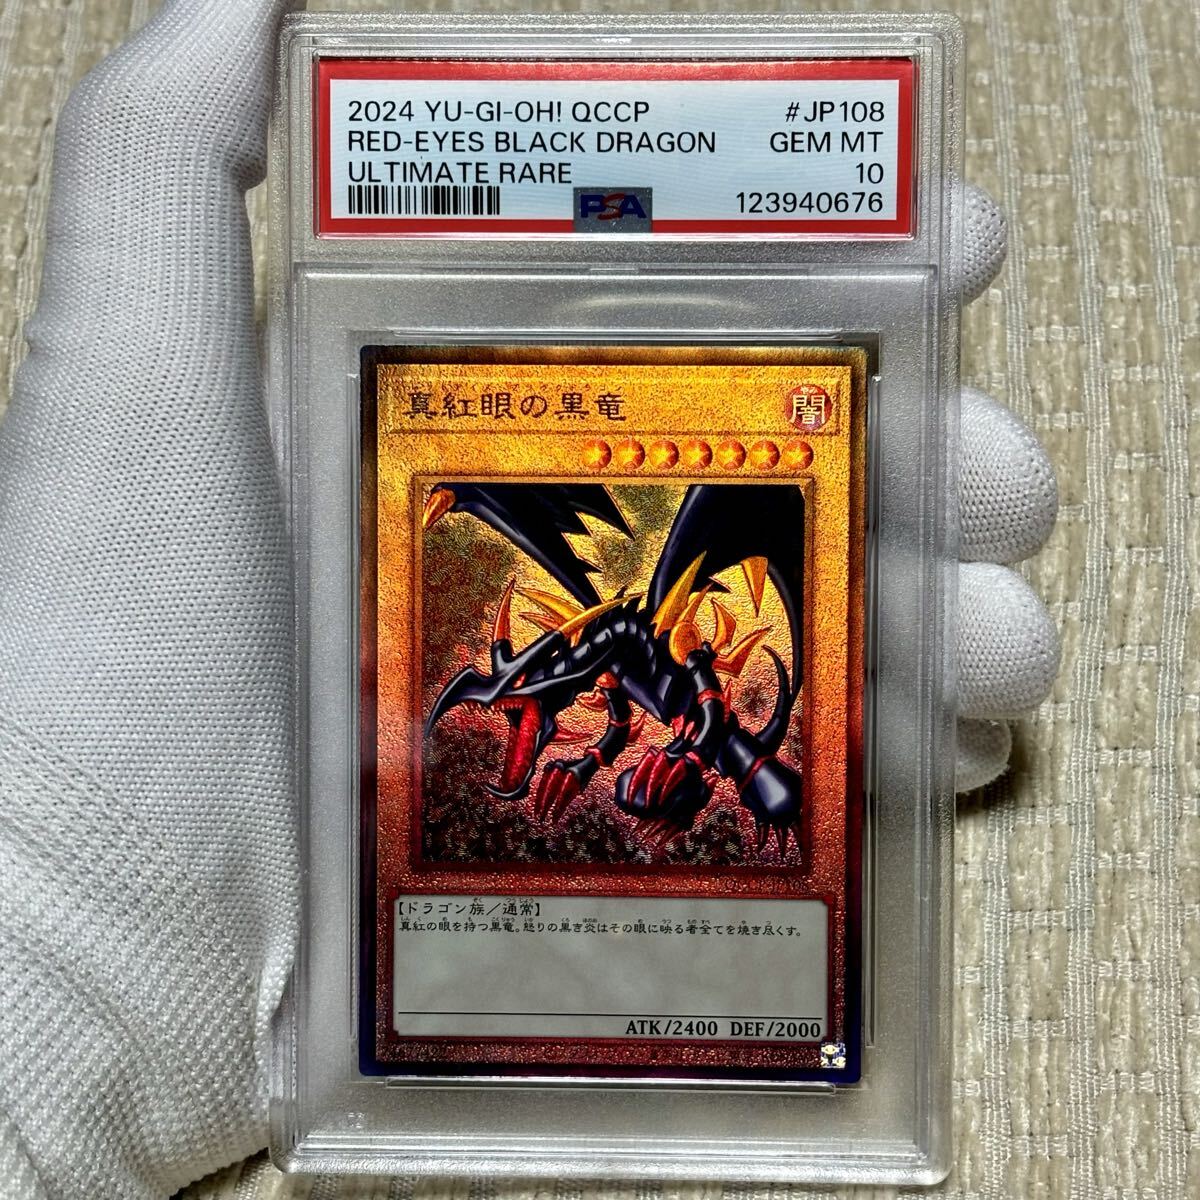 2024 YU-GI-OH! QCCP #JP108
RED-EYES BLACK DRAGON GEM MT
ULTIMATE RARE 10
PSA 123940676
真紅眼の黒竜
やみ
闇
【ドラゴン族／通常】
真紅の眼を持つ黒竜。怒りの黒き炎はその眼に映る者全てを焼き尽くす。
ATK/2400 DEF/2000